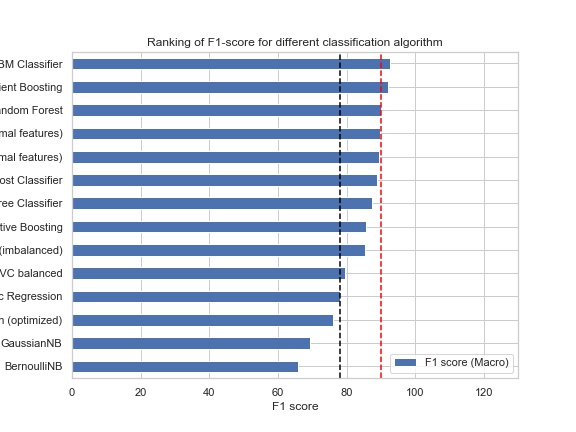 Ranking of F1-score for different classification algorithm
BM Classifier
ient Boosting
andom Forest
mal features)
mal features)
ost Classifier
ree Classifier
tive Boosting
(imbalanced)
VC balanced
c Regression
n (optimized)
GaussianNB
BernoulliNB
F1 score (Macro)
0 20 40 60 80 100 120
F1 score